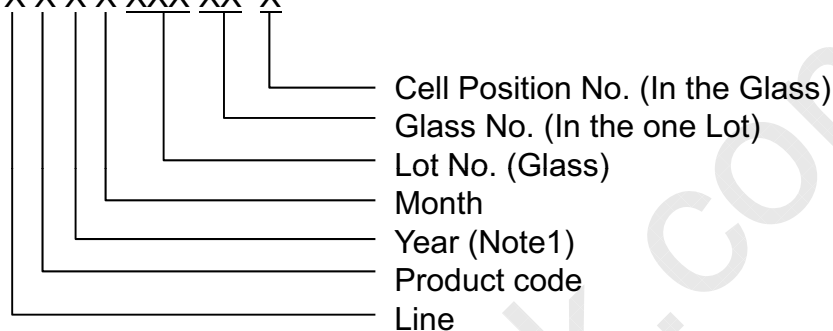 X X X X XXX XX X
Cell Position No. (In the Glass)
Glass No. (In the one Lot)
Lot No. (Glass)
Month
Year (Note1)
Product code
Line